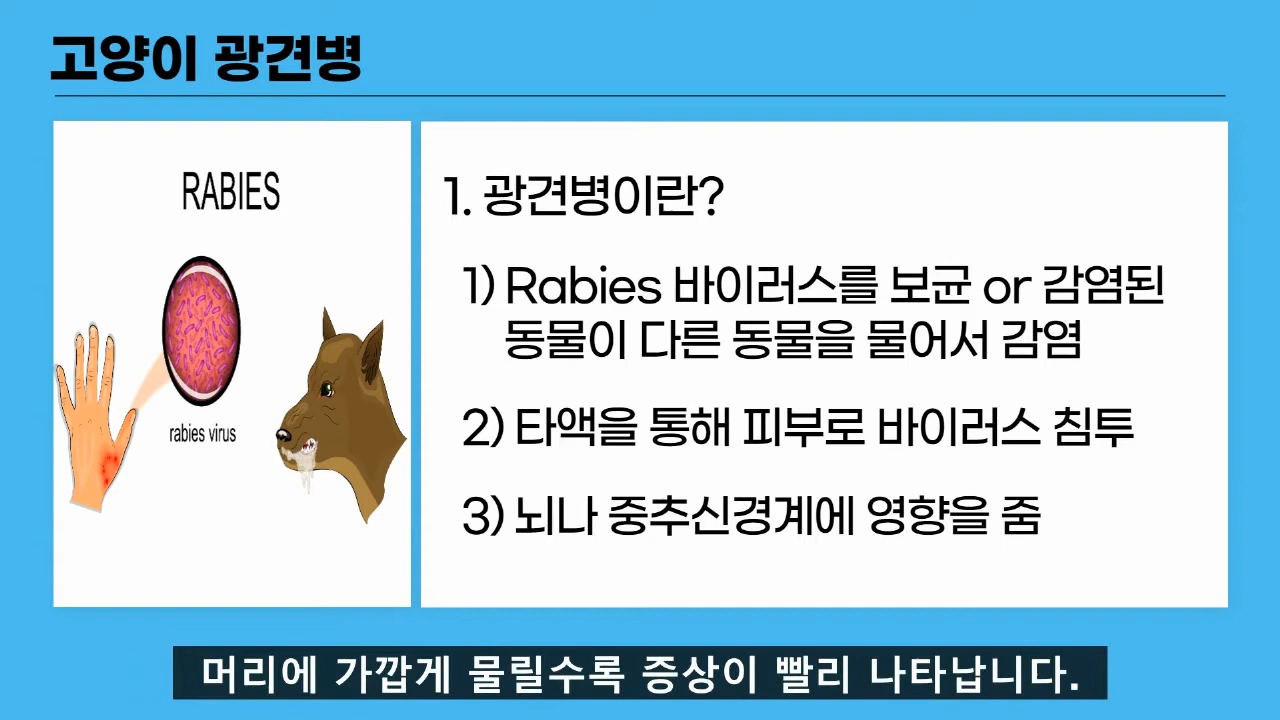 고양이 광견병
RABIES
rabies virus
1. 광견병이란?
1) Rabies 바이러스를 보균 or 감염된
동물이 다른 동물을 물어서 감염
2) 타액을 통해 피부로 바이러스 침투
3) 뇌나 중추신경계에 영향을 줌
머리에 가깝게 물릴수록 증상이 빨리 나타납니다.